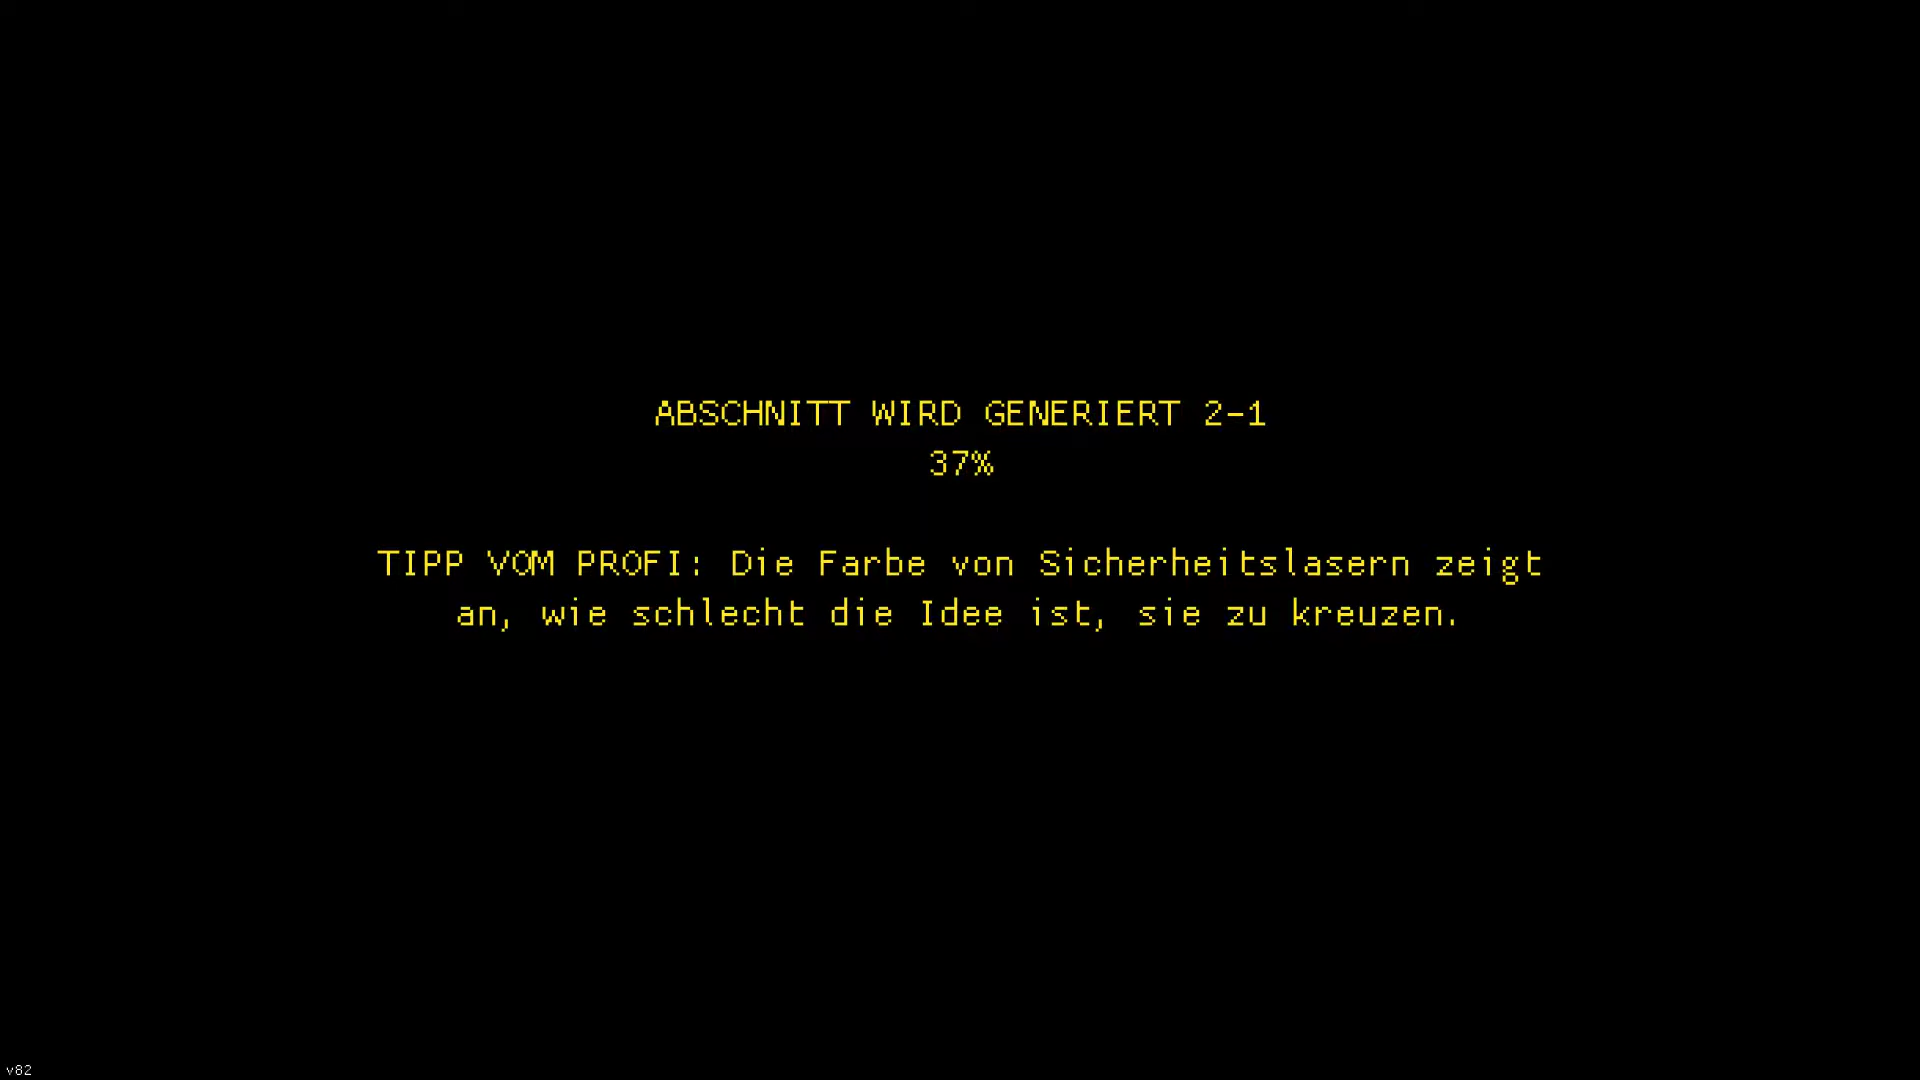 ABSCHNITT WIRD GENERIERT 2-1
37%
TIPP VOM PROFI: Die Farbe von Sicherheitslasern zeigt
an, wie schlecht die Idee ist, sie zu kreuzen.
v82